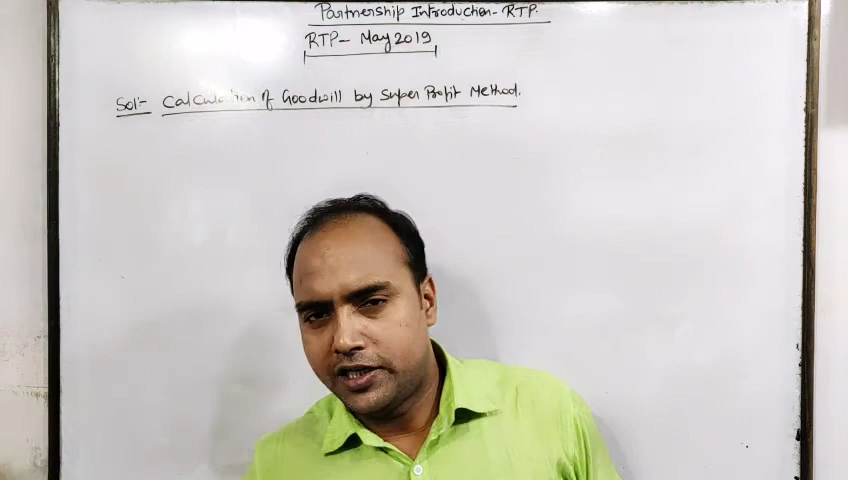 Partnership Introduction - RTP.
RTP - May 2019
Sol:- Calculation of Goodwill by Super Profit Method.